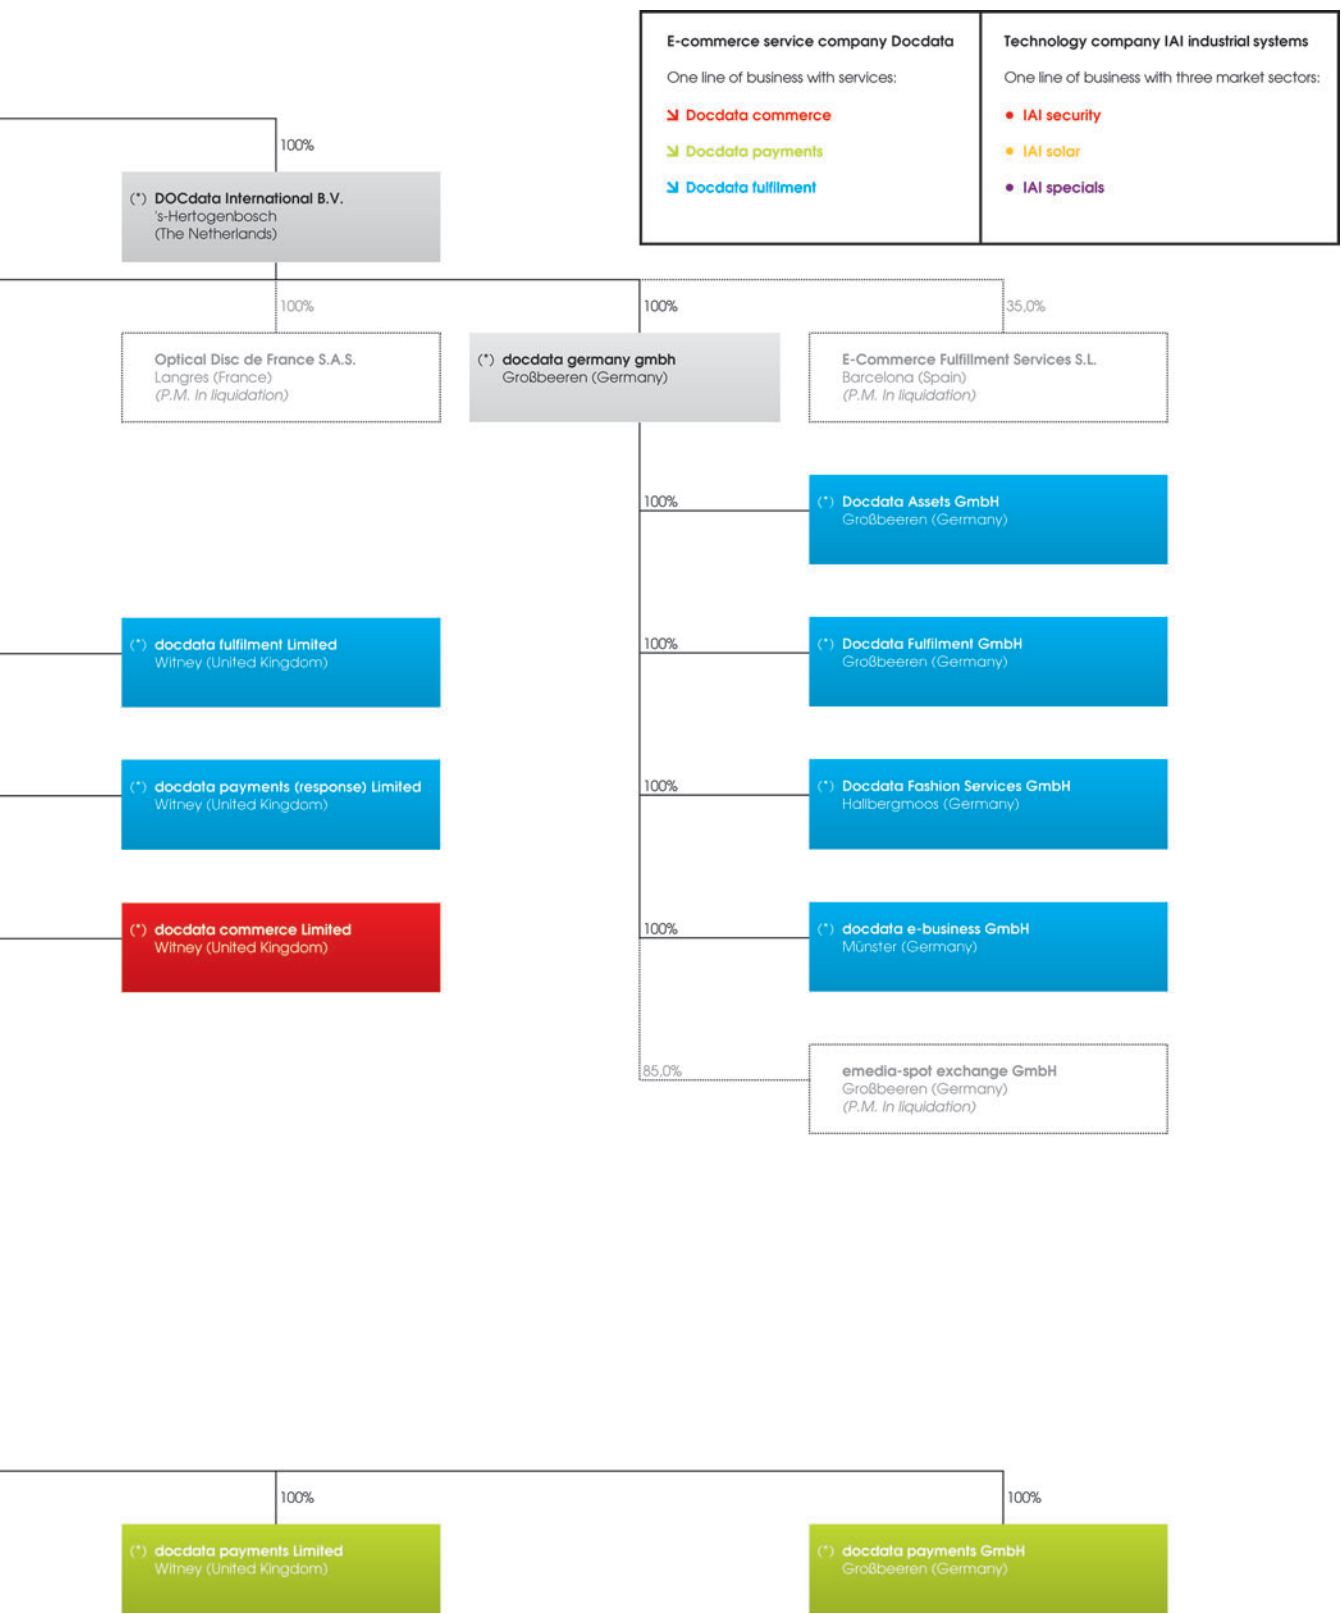 E-commerce service company Docdata
One line of business with services:
Docdata commerce
Docdata payments
Docdata fulfilment
Technology company IAI industrial systems
One line of business with three market sectors:
IAI security
IAI solar
IAI specials
100%
(*) DOCdata International B.V.
's-Hertogenbosch
(The Netherlands)
100%
Optical Disc de France S.A.S.
Langres (France)
(P.M. In liquidation)
100%
(*) docdata germany gmbh
Großbeeren (Germany)
35,0%
E-Commerce Fulfillment Services S.L.
Barcelona (Spain)
(P.M. In liquidation)
100%
(*) Docdata Assets GmbH
Großbeeren (Germany)
(*) docdata fulfilment Limited
Witney (United Kingdom)
100%
(*) Docdata Fulfilment GmbH
Großbeeren (Germany)
(*) docdata payments (response) Limited
Witney (United Kingdom)
100%
(*) Docdata Fashion Services GmbH
Hallbergmoos (Germany)
(*) docdata commerce Limited
Witney (United Kingdom)
100%
(*) docdata e-business GmbH
Münster (Germany)
85,0%
emedia-spot exchange GmbH
Großbeeren (Germany)
(P.M. In liquidation)
100%
(*) docdata payments Limited
Witney (United Kingdom)
100%
(*) docdata payments GmbH
Großbeeren (Germany)